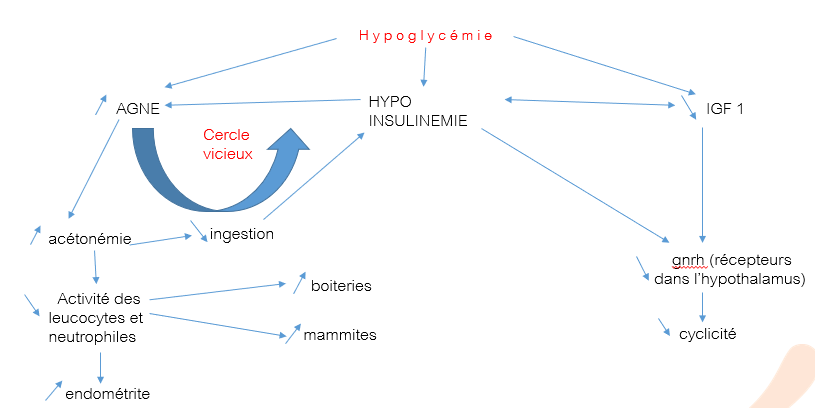 Hypoglycémie
AGNE
HYPO
INSULINEMIE
IGF 1
Cercle
vicieux
acétonémie
ingestion
gnrh (récepteurs
dans l'hypothalamus)
Activité des
leucocytes et
neutrophiles
boiteries
mammites
cyclicité
endométrite